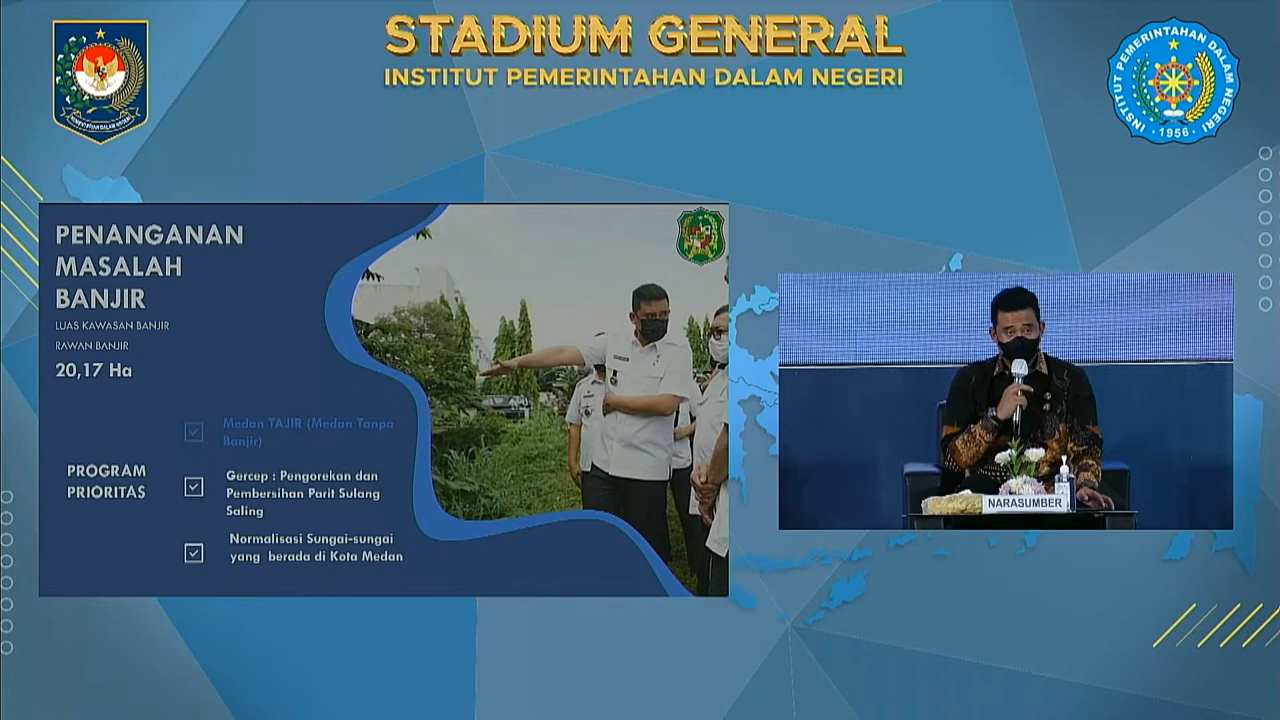 STADIUM GENERAL
INSTITUT PEMERINTAHAN DALAM NEGERI
INSTITUT PEMERINTAHAN DALAM NEGERI
· 1956 ·
PENANGANAN
MASALAH
BANJIR
LUAS KAWASAN BANJIR
RAWAN BANJIR
20,17 Ha
PROGRAM
PRIORITAS
Medan TAJIR (Medan Tanpa
Banjir)
Gercep : Pengorekan dan
Pembersihan Parit Sulang
Saling
Normalisasi Sungai-sungai
yang berada di Kota Medan
NARASUMBER